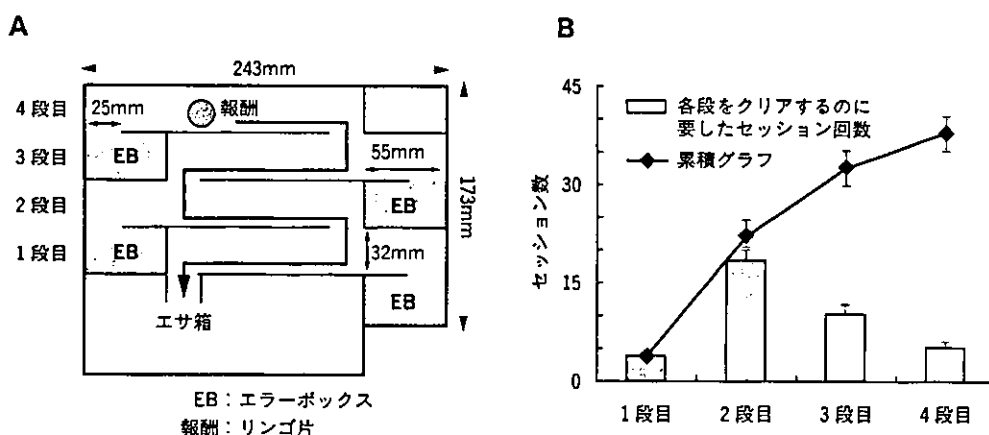 A
243mm
4段目
25mm
報酬
3段目
EB
55mm
2段目
EB
173mm
1段目
EB
32mm
EB
エサ箱
EB:エラーボックス
報酬:リンゴ片
B
45
各段をクリアするのに
要したセッション回数
累積グラフ
30
セッション数
15
0
1段目 2段目 3段目 4段目